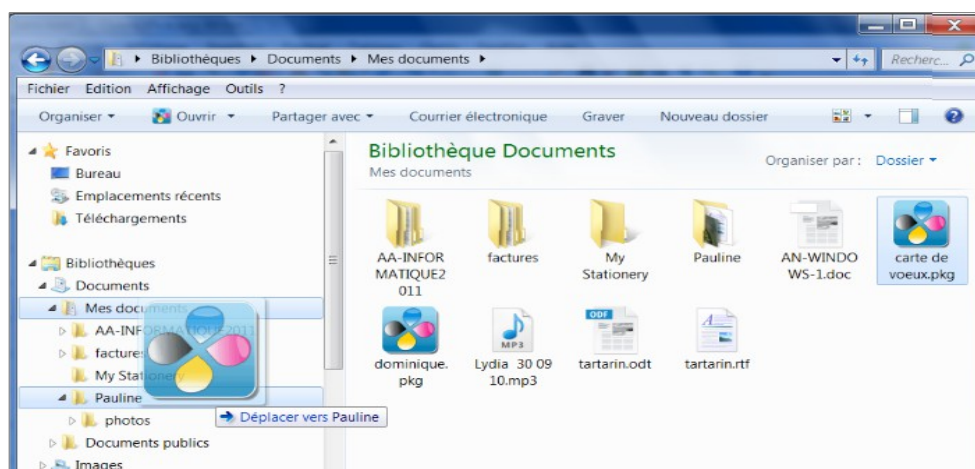 Bibliothèques ▸ Documents ▸ Mes documents ▸
Recherc...
Fichier Edition Affichage Outils ?
Organiser Ouvrir Partager avec Courrier électronique Graver Nouveau dossier
Favoris
Bureau
Emplacements récents
Téléchargements
Bibliothèques
Documents
Mes documents
AA-INFORMATIQUE2011
factures
My Stationery
Pauline
photos
Documents publics
Images
Déplacer vers Pauline
Bibliothèque Documents
Mes documents
Organiser par : Dossier
AA-INFOR
MATIQUE2
011
factures
My
Stationery
Pauline
AN-WINDO
WS-1.doc
carte de
voeux.pkg
dominique.
pkg
MP3
Lydia 30 09
10.mp3
ODF
tartarin.odt
tartarin.rtf